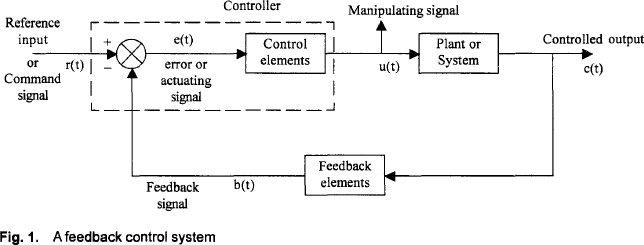 Controller
Manipulating signal
Reference
input
or
Command
signal
r(t)
+
−
e(t)
error or
actuating
signal
Control
elements
u(t)
Plant or
System
Controlled output
c(t)
Feedback
elements
b(t)
Feedback
signal
Fig. 1. A feedback control system